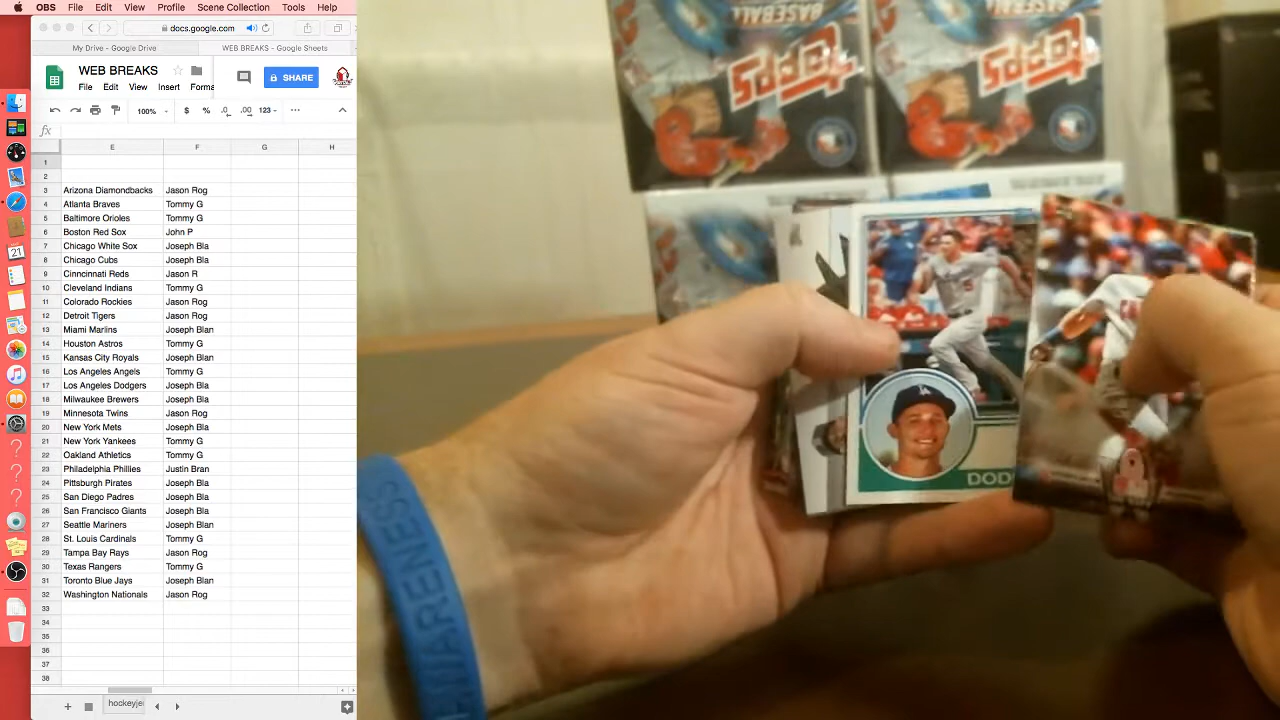 OBS File Edit View Profile Scene Collection Tools Help
docs.google.com
My Drive - Google Drive WEB BREAKS - Google Sheets
WEB BREAKS
SHARE
File Edit View Insert Forma
100% $ % .0 .00 123
fx
E F G H
1
2
3 Arizona Diamondbacks Jason Rog
4 Atlanta Braves Tommy G
5 Baltimore Orioles Tommy G
6 Boston Red Sox John P
7 Chicago White Sox Joseph Bla
8 Chicago Cubs Joseph Bla
9 Cinncincati Reds Jason R
10 Cleveland Indians Tommy G
11 Colorado Rockies Jason Rog
12 Detroit Tigers Jason Rog
13 Miami Marlins Joseph Blan
14 Houston Astros Tommy G
15 Kansas City Royals Joseph Blan
16 Los Angeles Angels Tommy G
17 Los Angeles Dodgers Joseph Bla
18 Milwaukee Brewers Joseph Bla
19 Minnesota Twins Jason Rog
20 New York Mets Joseph Bla
21 New York Yankees Tommy G
22 Oakland Athletics Tommy G
23 Philadelphia Phillies Justin Bran
24 Pittsburgh Pirates Joseph Bla
25 San Diego Padres Joseph Bla
26 San Francisco Giants Joseph Bla
27 Seattle Mariners Joseph Blan
28 St. Louis Cardinals Tommy G
29 Tampa Bay Rays Jason Rog
30 Texas Rangers Tommy G
31 Toronto Blue Jays Joseph Blan
32 Washington Nationals Jason Rog
33
34
35
36
37
38
hockeyje
SEP
21
BASEBALL
Topps
BASEBALL
Topps
5
LA
DOD
AWARENESS